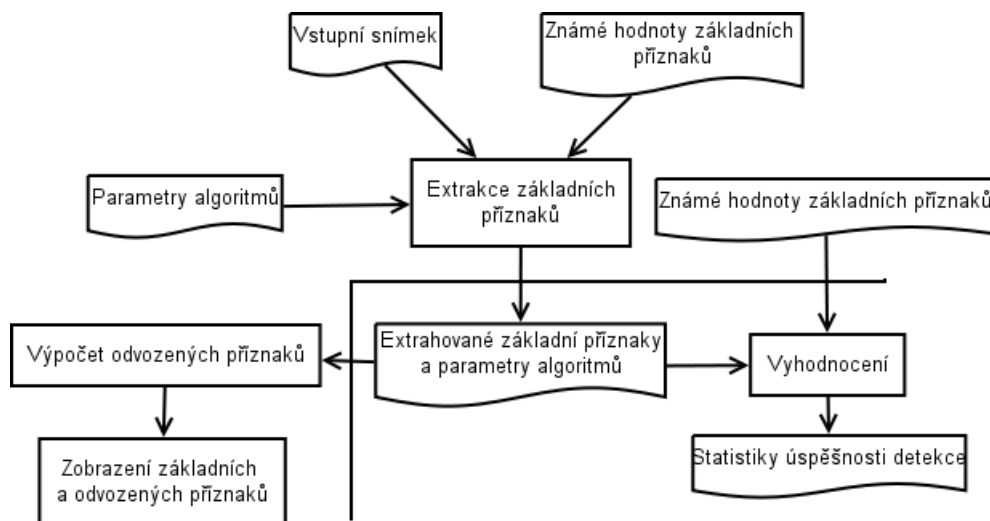 Vstupní snímek
Známé hodnoty základních
příznaků
Parametry algoritmů
Extrakce základních
příznaků
Známé hodnoty základních příznaků
Výpočet odvozených příznaků
Extrahované základní příznaky
a parametry algoritmů
Vyhodnocení
Zobrazení základních
a odvozených příznaků
Statistiky úspěšnosti detekce